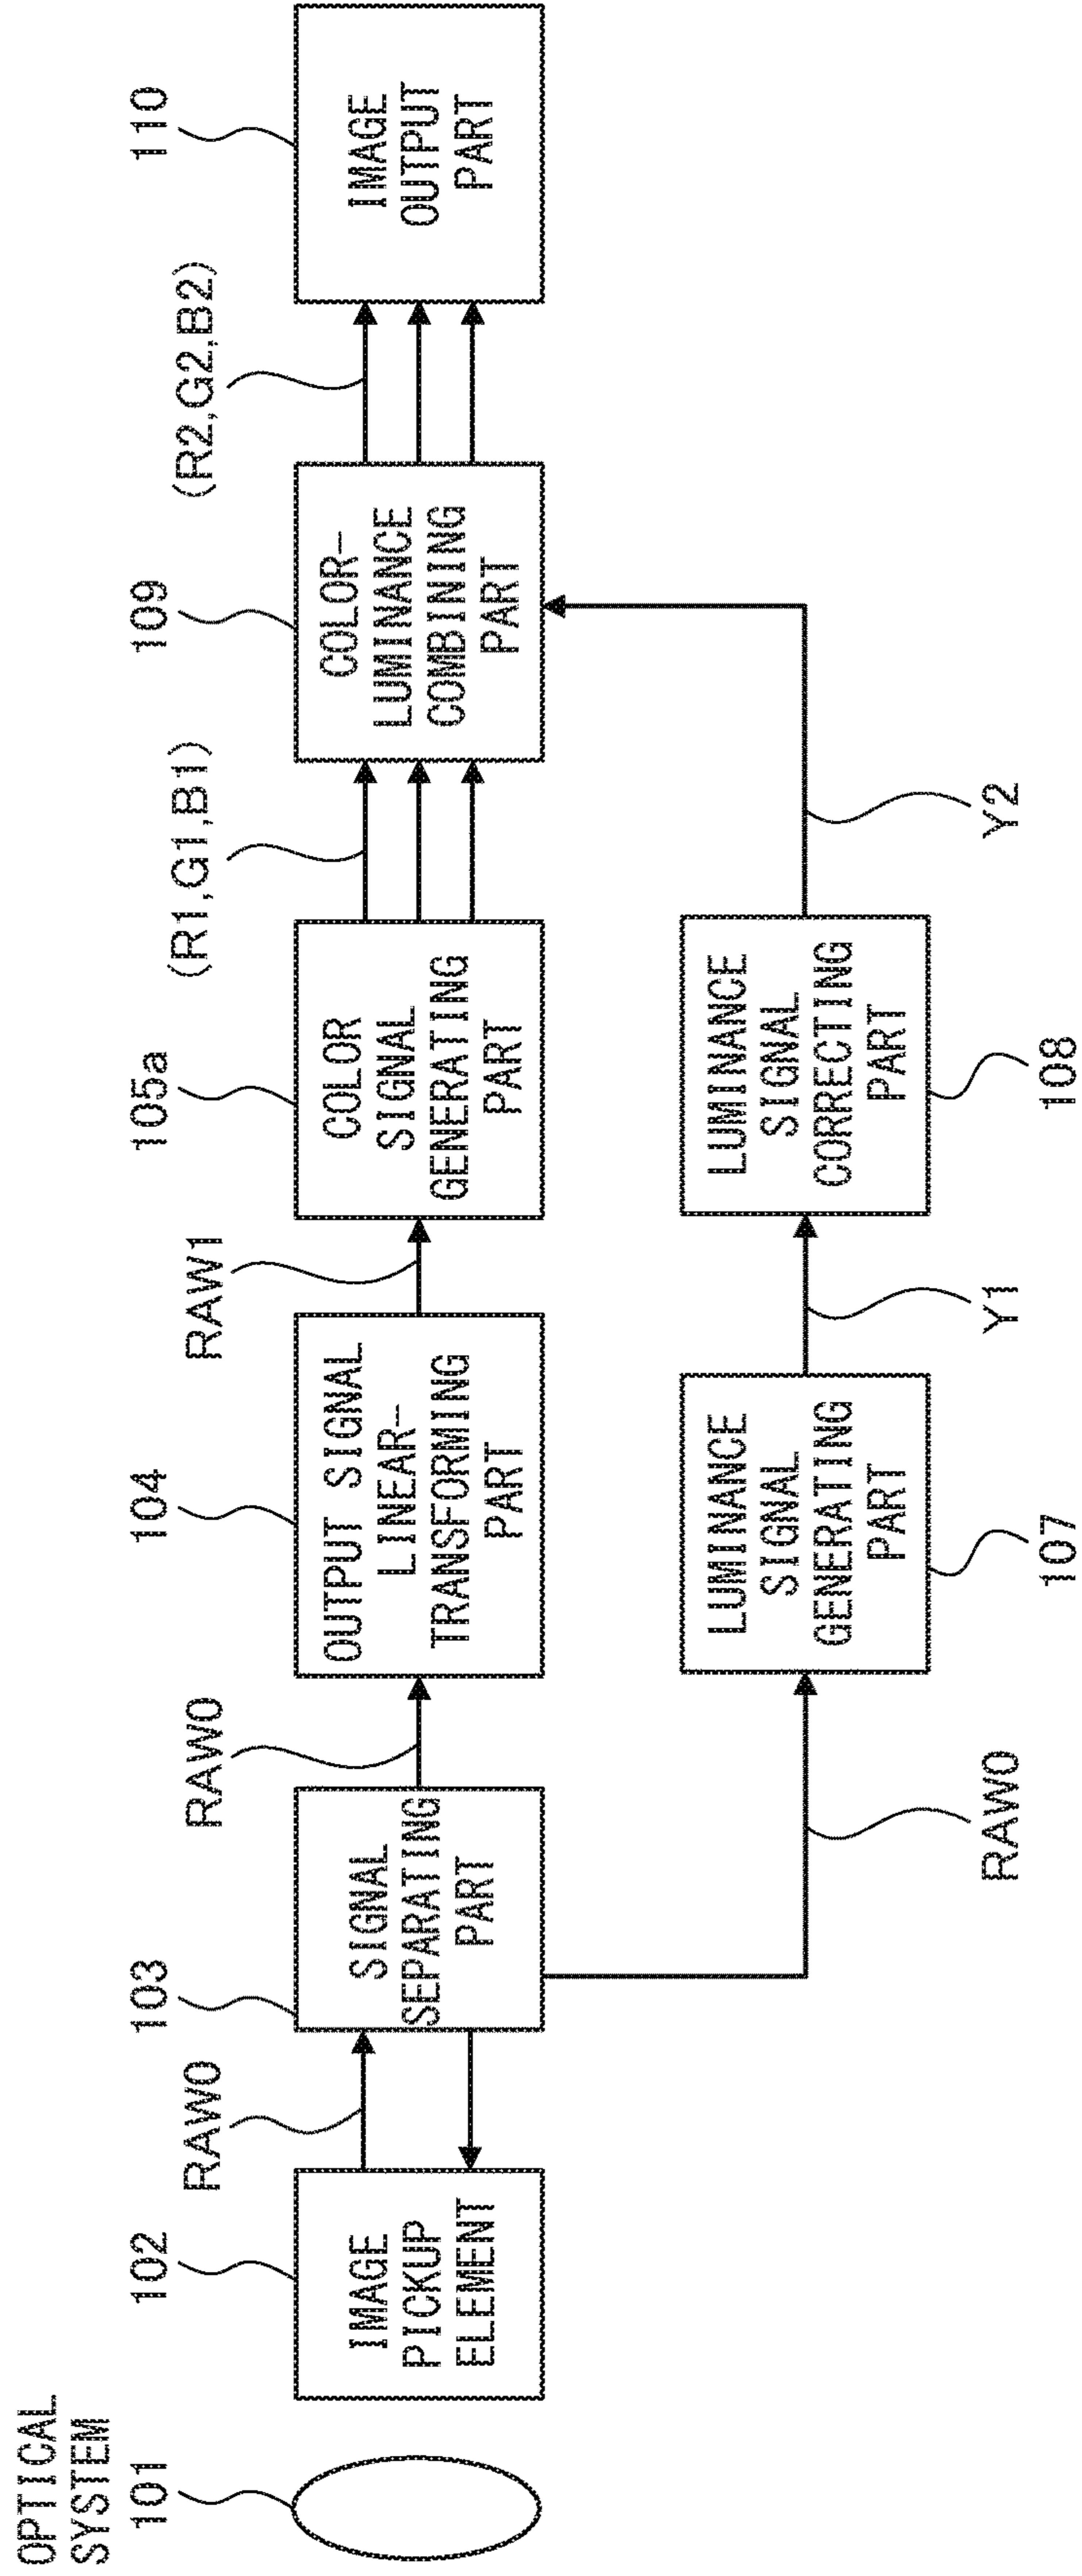 OPTICAL
SYSTEM
101
102
IMAGE
PICKUP
ELEMENT
RAW0
103
SIGNAL
SEPARATING
PART
RAW0
104
OUTPUT SIGNAL
LINEAR-
TRANSFORMING
PART
RAW1
105a
COLOR
SIGNAL
GENERATING
PART
(R1,G1,B1)
109
COLOR-
LUMINANCE
COMBINING
PART
(R2,G2,B2)
110
IMAGE
OUTPUT
PART
RAW0
LUMINANCE
SIGNAL
GENERATING
PART
107
Y1
LUMINANCE
SIGNAL
CORRECTING
PART
108
Y2